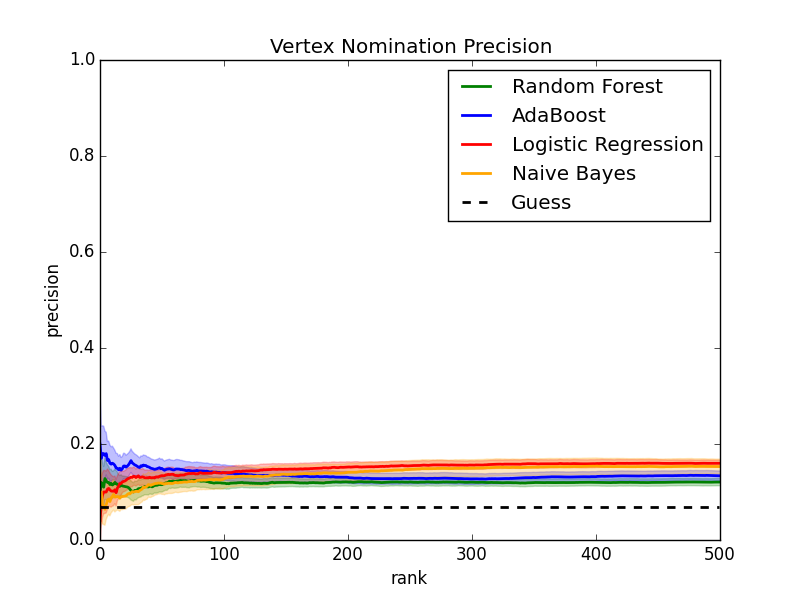 Vertex Nomination Precision
1.0
0.8
0.6
0.4
0.2
0.0
precision
Random Forest
AdaBoost
Logistic Regression
Naive Bayes
Guess
0 100 200 300 400 500
rank